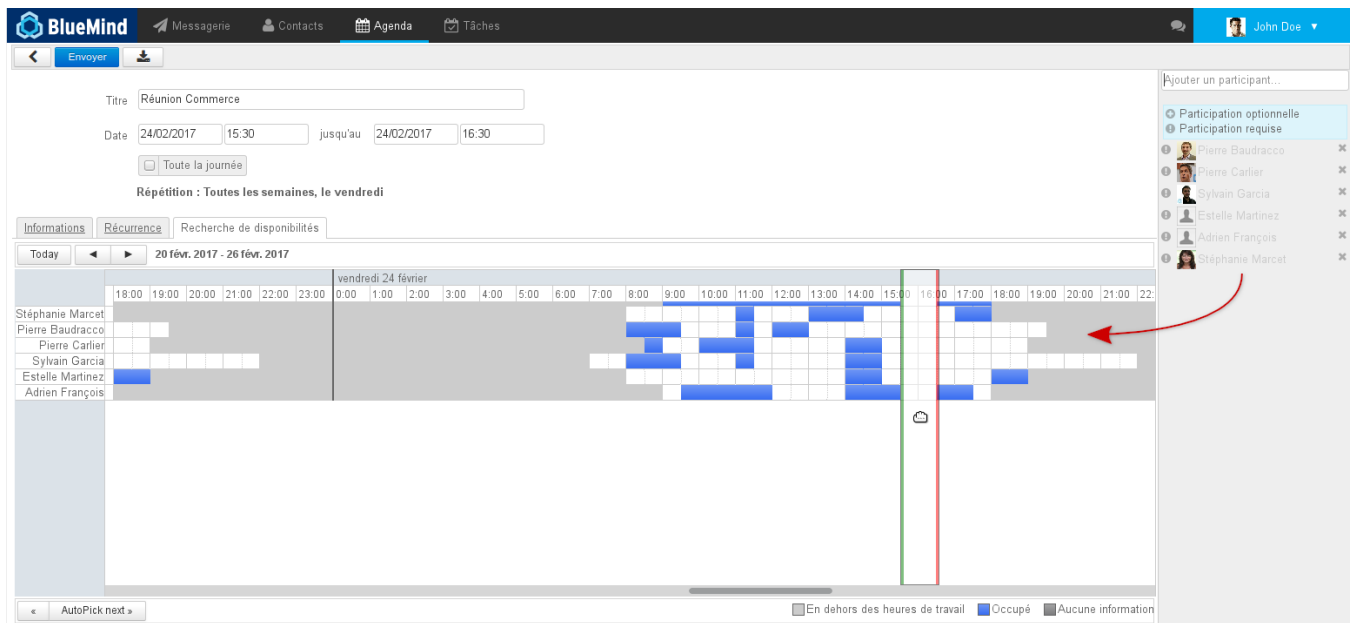 BlueMind Messagerie Contacts Agenda Tâches John Doe
Envoyer
Ajouter un participant...
Titre Réunion Commerce
Participation optionnelle
Participation requise
Date 24/02/2017 15:30 jusqu'au 24/02/2017 16:30
Toute la journée
Pierre Baudracco
Pierre Carlier
Sylvain Garcia
Estelle Martinez
Adrien François
Stéphanie Marcet
Répétition : Toutes les semaines, le vendredi
Informations Récurrence Recherche de disponibilités
Today 20 févr. 2017 - 26 févr. 2017
vendredi 24 février
18:00 19:00 20:00 21:00 22:00 23:00 0:00 1:00 2:00 3:00 4:00 5:00 6:00 7:00 8:00 9:00 10:00 11:00 12:00 13:00 14:00 15:00 16:00 17:00 18:00 19:00 20:00 21:00 22:
Stéphanie Marcet
Pierre Baudracco
Pierre Carlier
Sylvain Garcia
Estelle Martinez
Adrien François
« AutoPick next » En dehors des heures de travail Occupé Aucune information